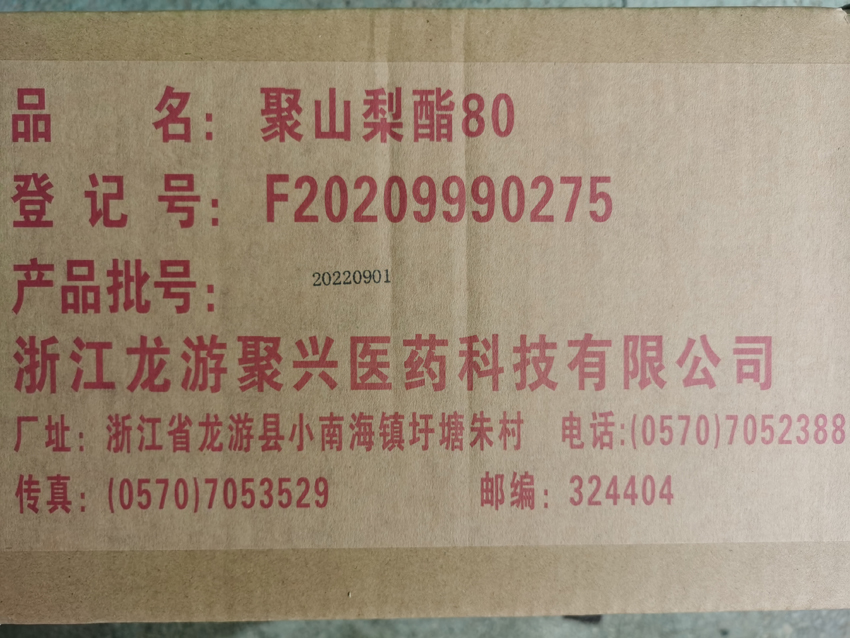 品 名：聚山梨酯80
登 记 号：F20209990275
产品批号：20220901
浙江龙游聚兴医药科技有限公司
厂址：浙江省龙游县小南海镇圩塘朱村 电话:(0570)7052388
传真：(0570)7053529 邮编：324404